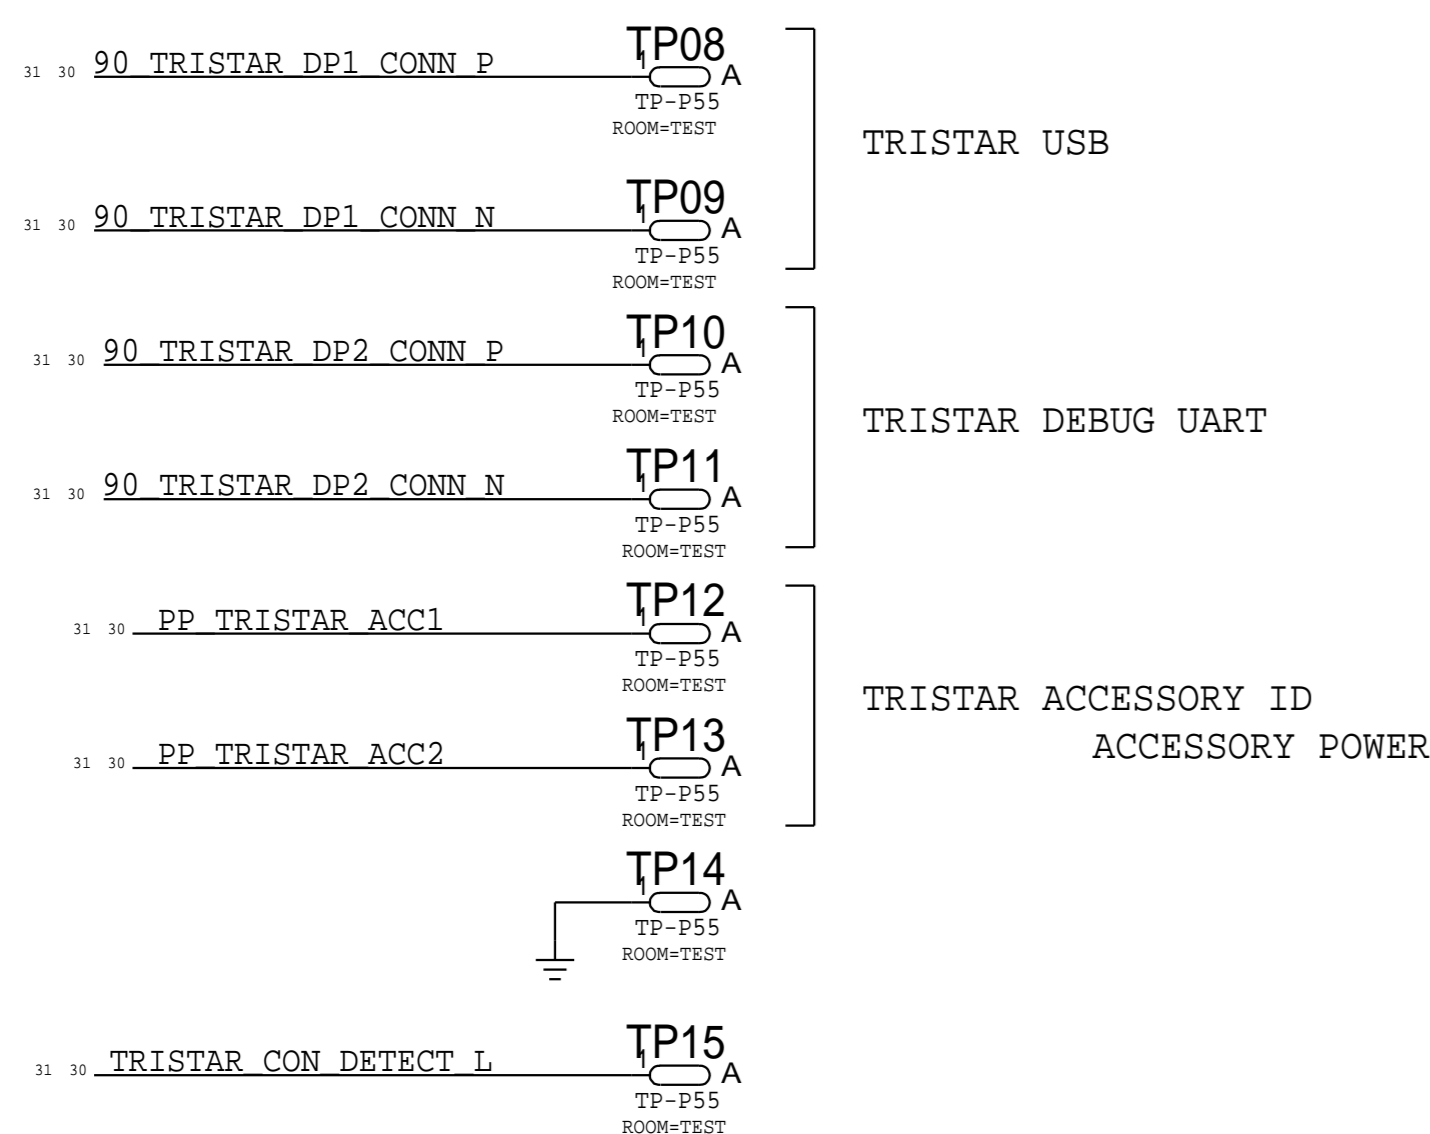 TP08
31 30 90_TRISTAR_DP1_CONN_P 1 A
TP-P55
ROOM=TEST
TRISTAR USB
TP09
31 30 90_TRISTAR_DP1_CONN_N 1 A
TP-P55
ROOM=TEST
TP10
31 30 90_TRISTAR_DP2_CONN_P 1 A
TP-P55
ROOM=TEST
TRISTAR DEBUG UART
TP11
31 30 90_TRISTAR_DP2_CONN_N 1 A
TP-P55
ROOM=TEST
TP12
31 30 PP_TRISTAR_ACC1 1 A
TP-P55
ROOM=TEST
TRISTAR ACCESSORY ID
ACCESSORY POWER
TP13
31 30 PP_TRISTAR_ACC2 1 A
TP-P55
ROOM=TEST
TP14
1 A
TP-P55
ROOM=TEST
TP15
31 30 TRISTAR_CON_DETECT_L 1 A
TP-P55
ROOM=TEST